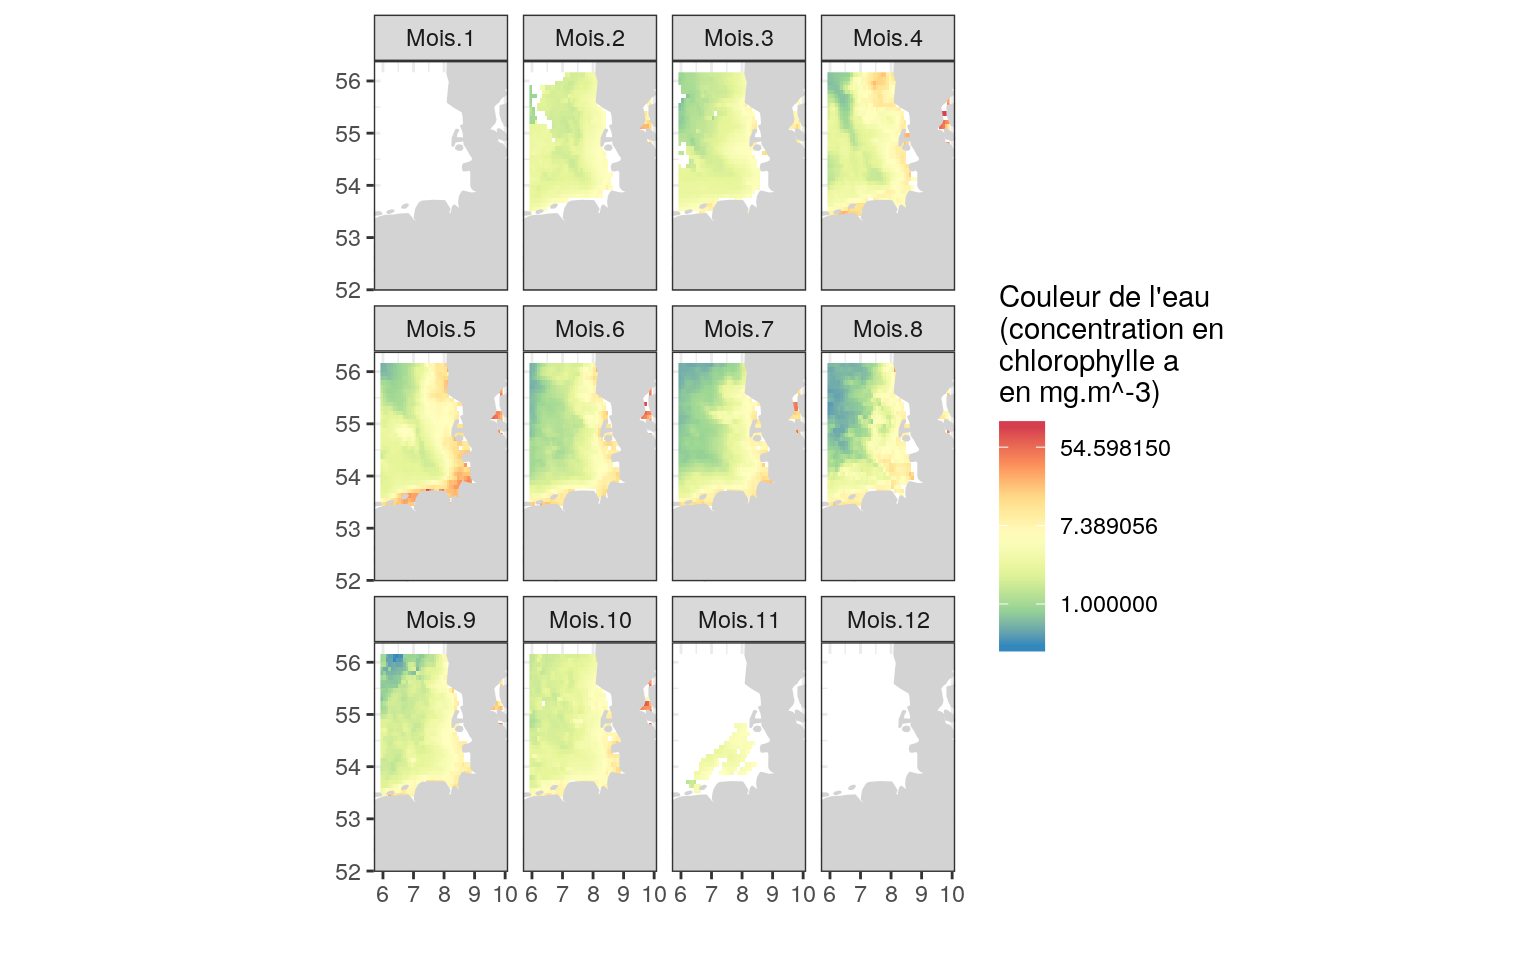 Mois.1 Mois.2 Mois.3 Mois.4
56
55
54
53
52
Mois.5 Mois.6 Mois.7 Mois.8
56
55
54
53
52
Mois.9 Mois.10 Mois.11 Mois.12
56
55
54
53
52
6 7 8 9 10 6 7 8 9 10 6 7 8 9 10 6 7 8 9 10
Couleur de l'eau
(concentration en
chlorophylle a
en mg.m^-3)
54.598150
7.389056
1.000000